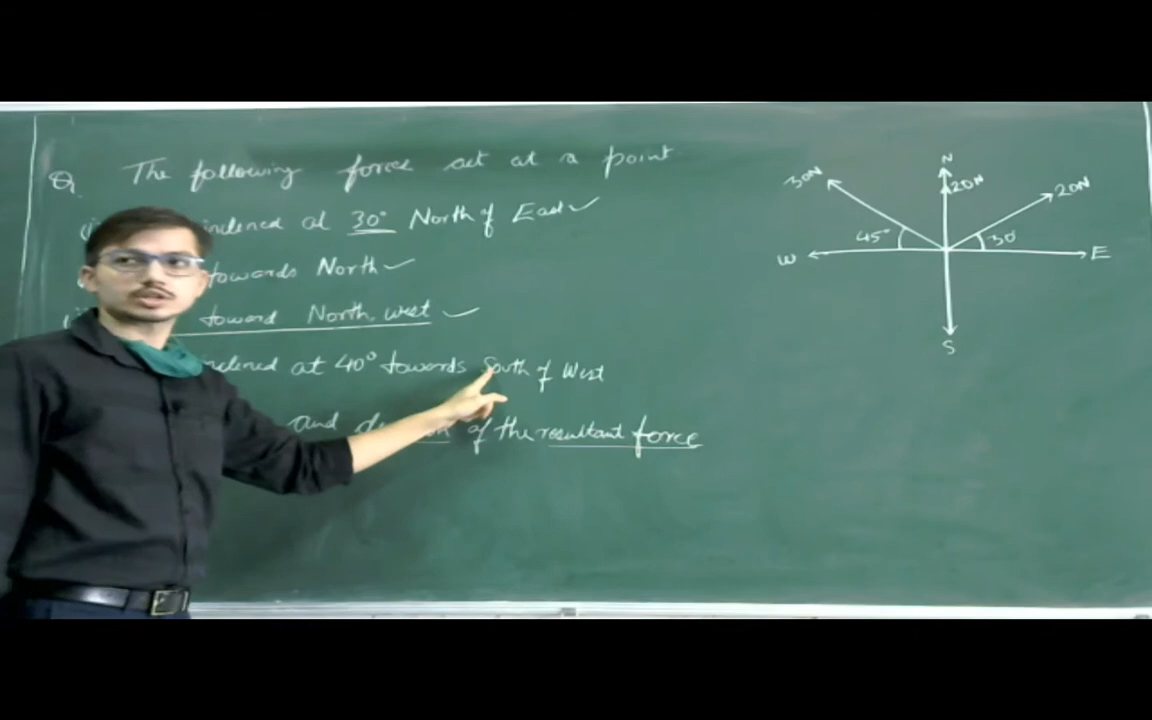 Q. The following force act at a point
inclened at 30° North of East ✓
towards North ✓
toward North, west ✓
inclened at 40° towards South of West
and of the resultant force
N
30N
20N
20N
45°
30
W
E
S